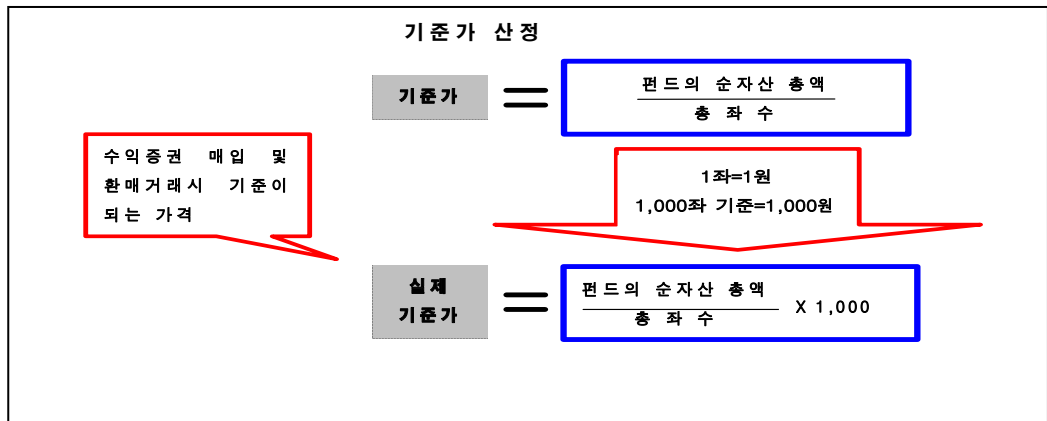 기준가 산정
기준가
펀드의 순자산 총액
총 좌 수
수익증권 매입 및
환매거래시 기준이
되는 가격
1좌=1원
1,000좌 기준=1,000원
실제
기준가
펀드의 순자산 총액
총 좌 수
X 1,000